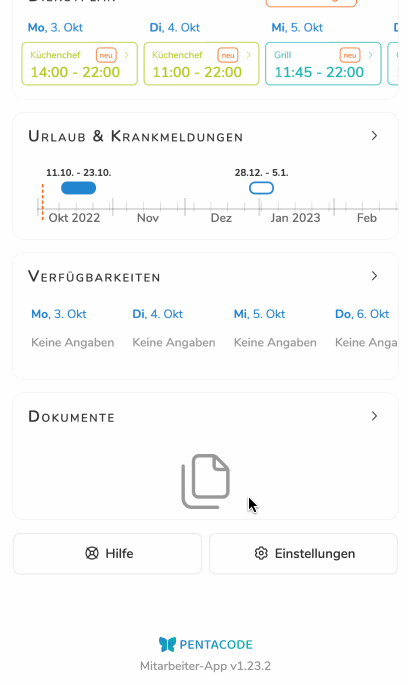 Mo, 3. Okt
Di, 4. Okt
Mi, 5. Okt
Küchenchef neu
14:00 - 22:00
Küchenchef neu
11:00 - 22:00
Grill neu
11:45 - 22:00
Urlaub & Krankmeldungen
11.10. - 23.10.
28.12. - 5.1.
Okt 2022 Nov Dez Jan 2023 Feb
Verfügbarkeiten
Mo, 3. Okt
Di, 4. Okt
Mi, 5. Okt
Do, 6. Okt
Keine Angaben
Keine Angaben
Keine Angaben
Keine Anga
Dokumente
Hilfe
Einstellungen
PENTACODE
Mitarbeiter-App v1.23.2